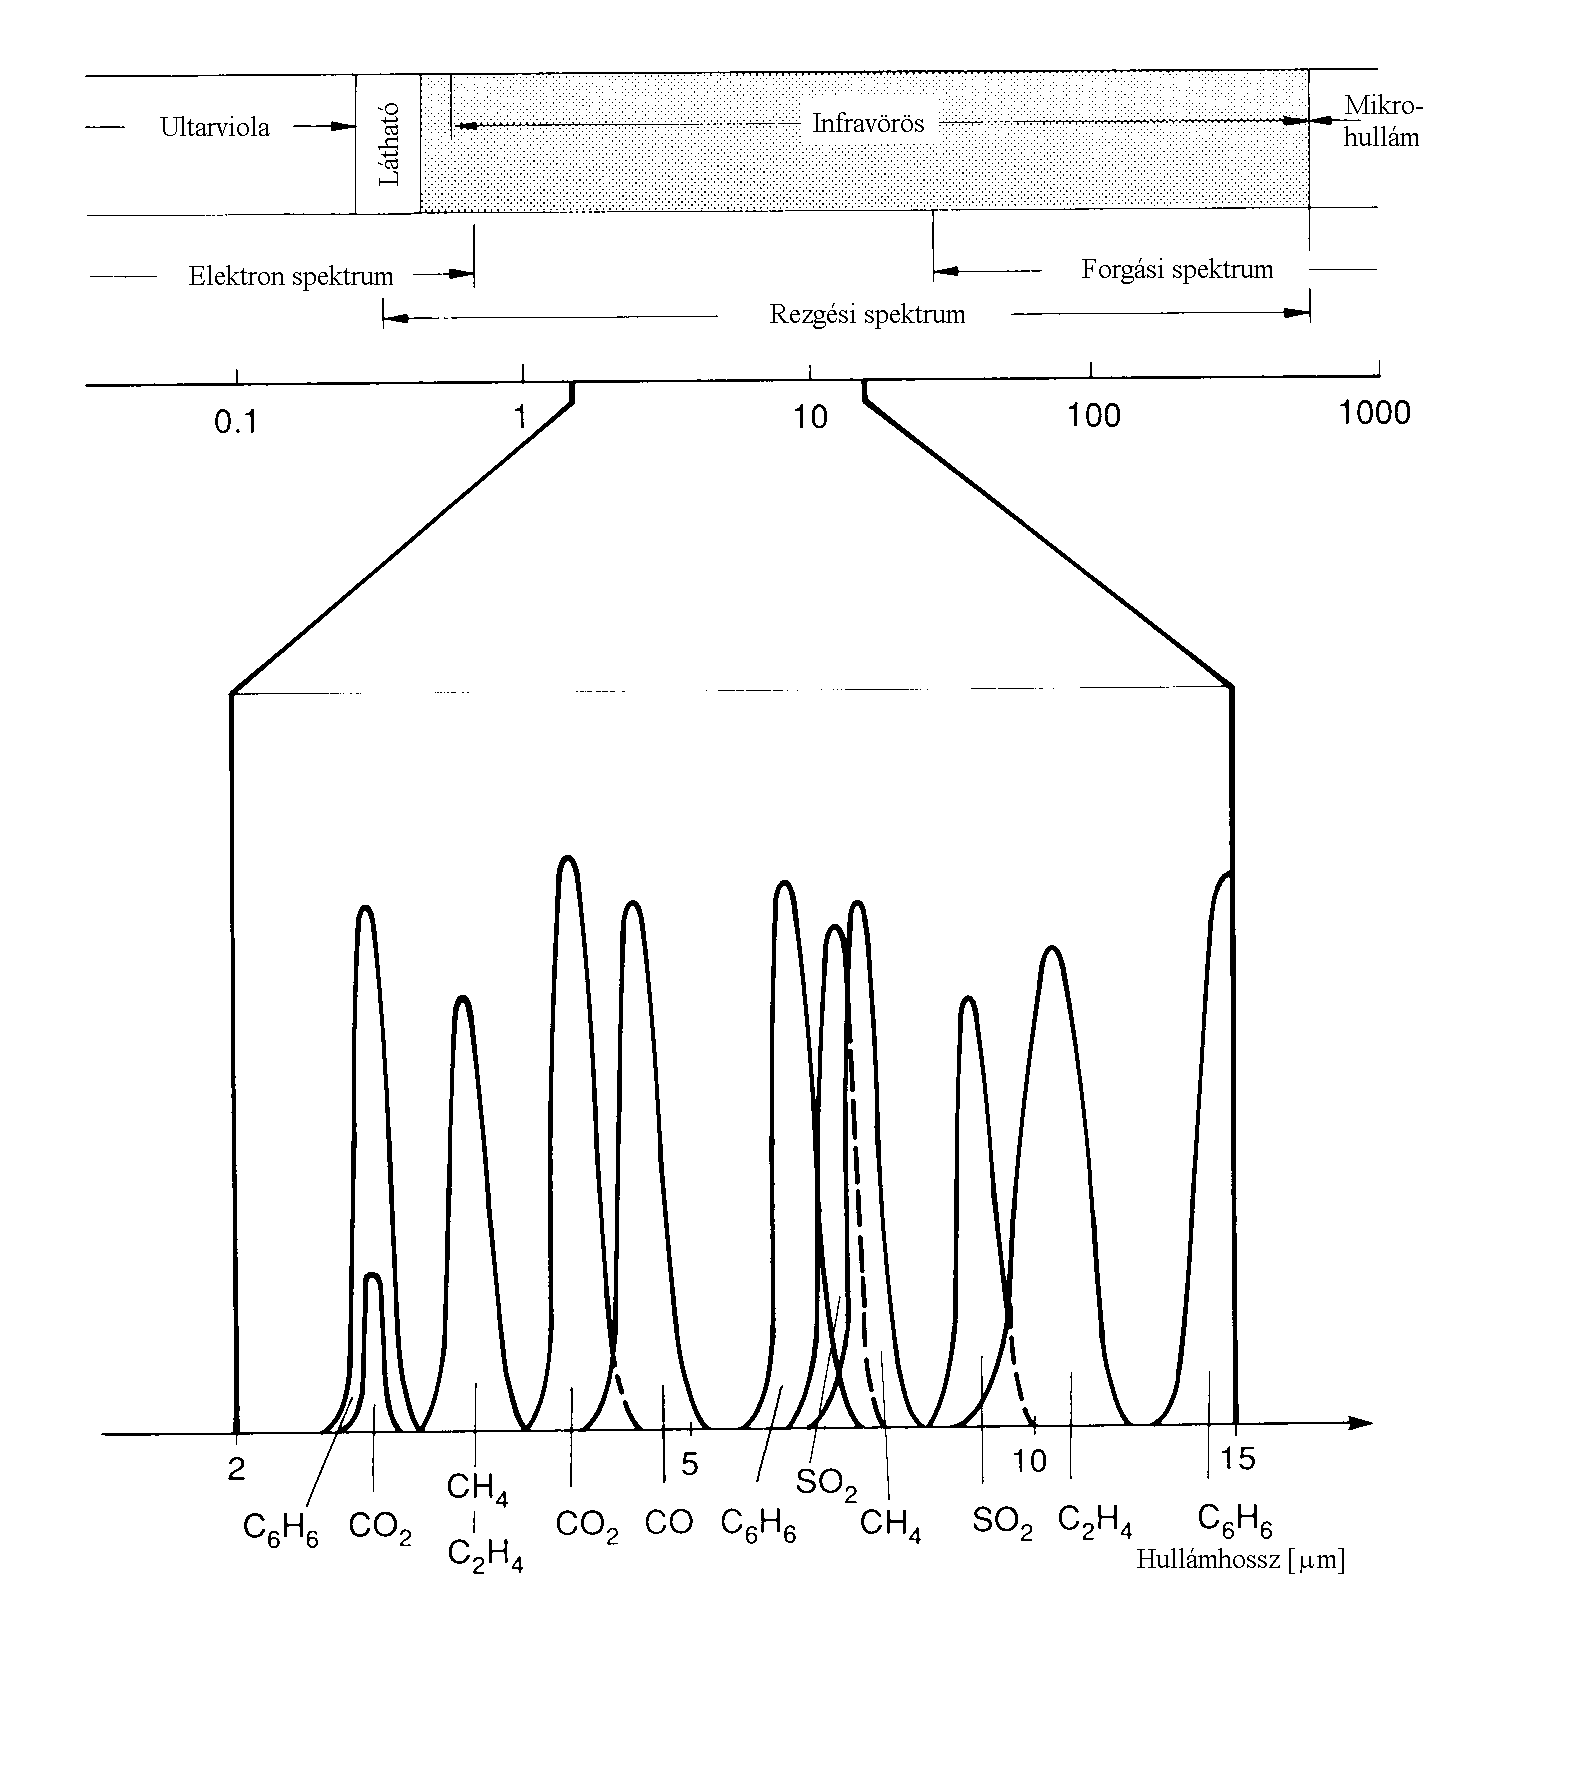 Ultarviola
Látható
Infravörös
Mikro-
hullám
Elektron spektrum
Forgási spektrum
Rezgési spektrum
0.1 1 10 100 1000
2 5 10 15
C₆H₆ CO₂ CH₄ CO₂ CO C₆H₆ SO₂ CH₄ SO₂ C₂H₄ C₆H₆
C₂H₄
Hullámhossz [μm]